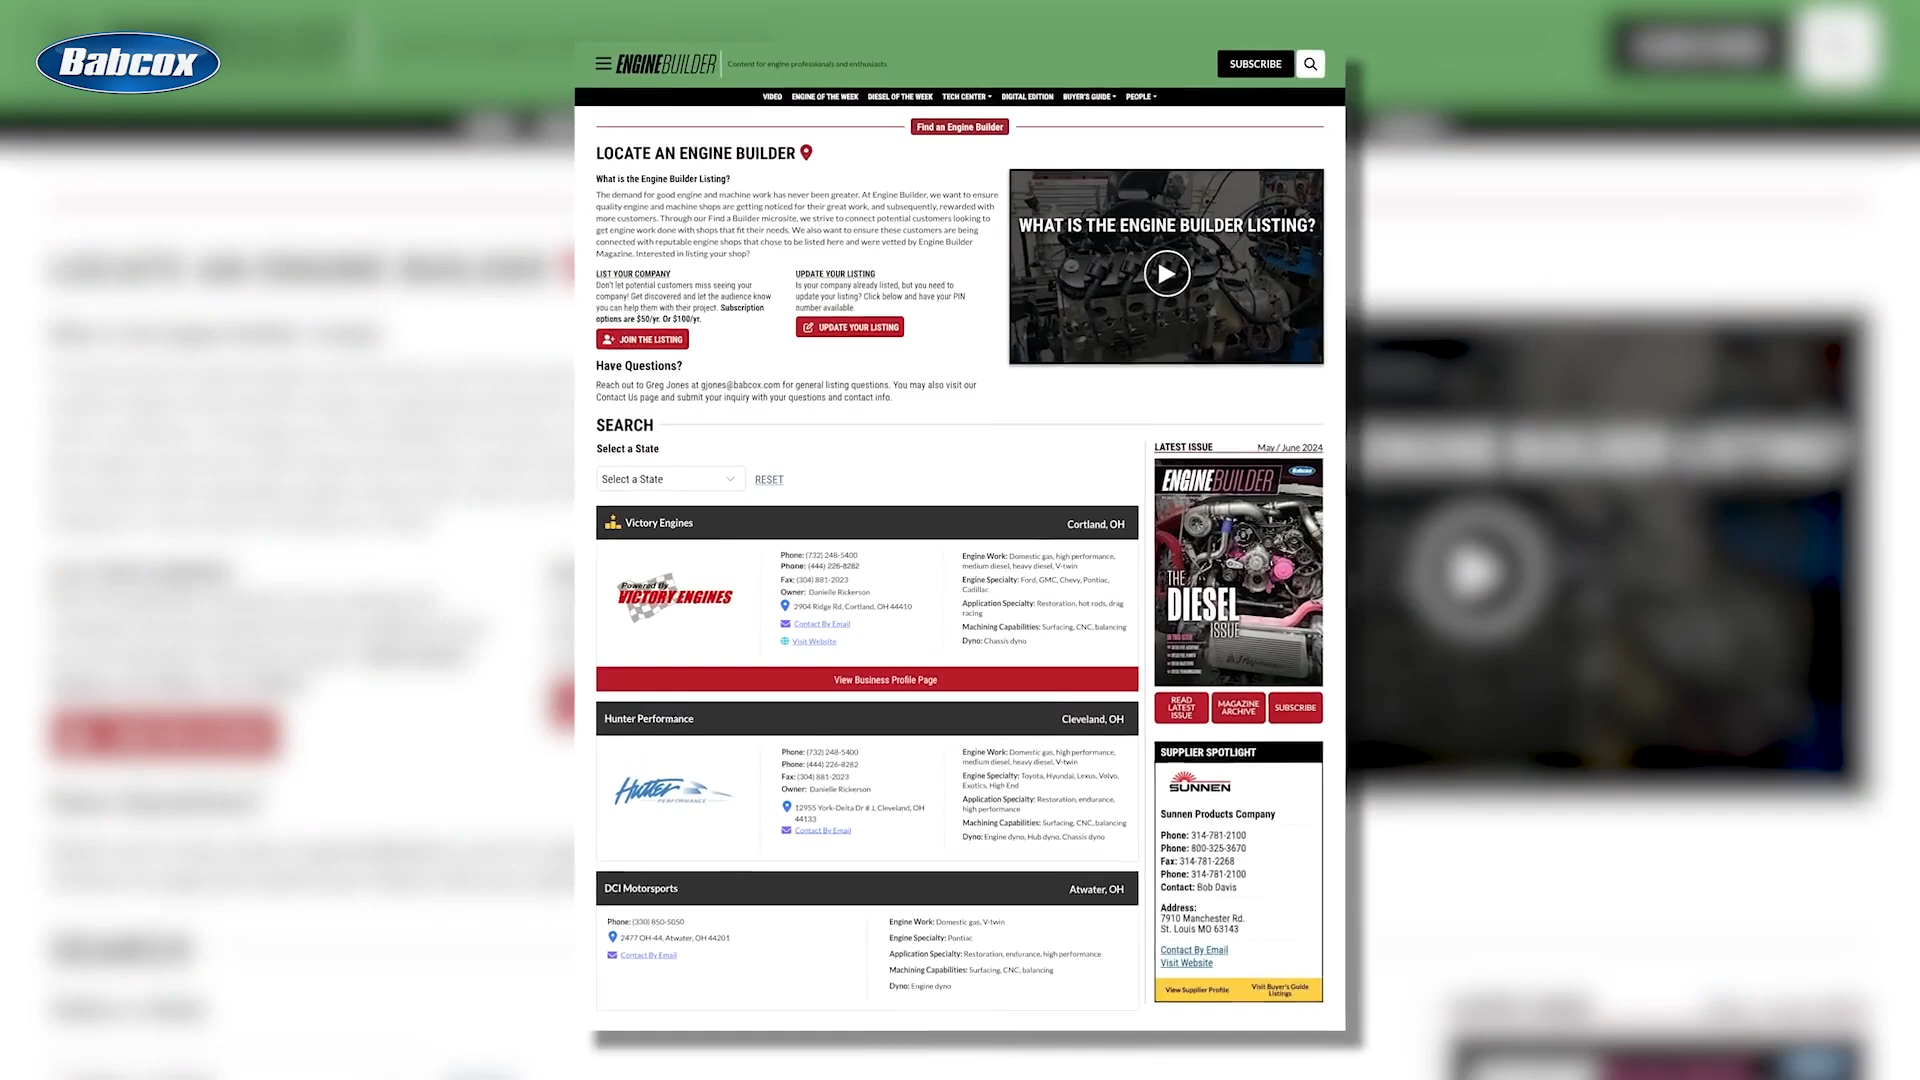 Babcox
ENGINEBUILDER
Content for engine professionals and enthusiasts
SUBSCRIBE
VIDEO ENGINE OF THE WEEK DIESEL OF THE WEEK TECH CENTER DIGITAL EDITION BUYER'S GUIDE PEOPLE
Find an Engine Builder
LOCATE AN ENGINE BUILDER
What is the Engine Builder Listing?
The demand for good engine and machine work has never been greater. At Engine Builder, we want to ensure
quality engine and machine shops are getting noticed for their great work, and subsequently, rewarded with
more customers. Through our Find a Builder microsite, we strive to connect potential customers looking to
get engine work done with shops that fit their needs. We also want to ensure these customers are being
connected with reputable engine shops that chose to be listed here and were vetted by Engine Builder
Magazine. Interested in listing your shop?
LIST YOUR COMPANY
Don't let potential customers miss seeing your
company! Get discovered and let the audience know
you can help them with their project. Subscription
options are $50/yr. Or $100/yr.
JOIN THE LISTING
UPDATE YOUR LISTING
Is your company already listed, but you need to
update your listing? Click below and have your PIN
number available.
UPDATE YOUR LISTING
WHAT IS THE ENGINE BUILDER LISTING?
Have Questions?
Reach out to Greg Jones at gjones@babcox.com for general listing questions. You may also visit our
Contact Us page and submit your inquiry with your questions and contact info.
SEARCH
Select a State
Select a State
RESET
Victory Engines
Cortland, OH
Powered By
VICTORY ENGINES
Phone: (732) 248-5400
Phone: (444) 226-8282
Fax: (304) 881-2023
Owner: Danielle Rickerson
2904 Ridge Rd, Cortland, OH 44410
Contact By Email
Visit Website
Engine Work: Domestic gas, high performance,
medium diesel, heavy diesel, V-twin
Engine Specialty: Ford, GMC, Chevy, Pontiac,
Cadillac
Application Specialty: Restoration, hot rods, drag
racing
Machining Capabilities: Surfacing, CNC, balancing
Dyno: Chassis dyno
View Business Profile Page
Hunter Performance
Cleveland, OH
Hutter
PERFORMANCE
Phone: (732) 248-5400
Phone: (444) 226-8282
Fax: (304) 881-2023
Owner: Danielle Rickerson
12955 York-Delta Dr # J, Cleveland, OH
44133
Contact By Email
Engine Work: Domestic gas, high performance,
medium diesel, heavy diesel, V-twin
Engine Specialty: Toyota, Hyundai, Lexus, Volvo,
Exotics, High End
Application Specialty: Restoration, endurance,
high performance
Machining Capabilities: Surfacing, CNC, balancing
Dyno: Engine dyno, Hub dyno, Chassis dyno
DCI Motorsports
Atwater, OH
Phone: (330) 850-5050
2477 OH-44, Atwater, OH 44201
Contact By Email
Engine Work: Domestic gas, V-twin
Engine Specialty: Pontiac
Application Specialty: Restoration, endurance, high performance
Machining Capabilities: Surfacing, CNC, balancing
Dyno: Engine dyno
LATEST ISSUE
May / June 2024
ENGINEBUILDER
Babcox
THE
DIESEL
ISSUE
READ
LATEST
ISSUE
MAGAZINE
ARCHIVE
SUBSCRIBE
SUPPLIER SPOTLIGHT
SUNNEN
Sunnen Products Company
Phone: 314-781-2100
Phone: 800-325-3670
Fax: 314-781-2268
Phone: 314-781-2100
Contact: Bob Davis
Address:
7910 Manchester Rd.
St. Louis MO 63143
Contact By Email
Visit Website
View Supplier Profile
Visit Buyer's Guide
Listings